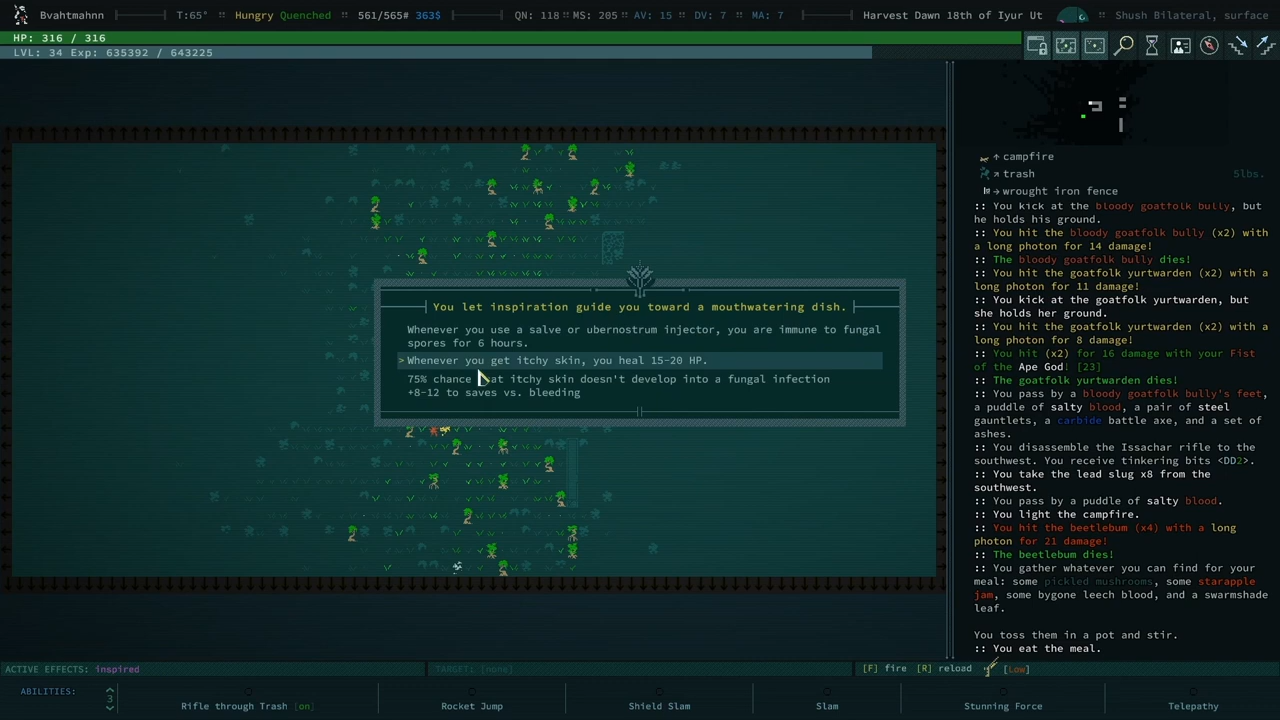 Bvahtmahnn T:65° :: Hungry Quenched :: 561/565# 363$ QN: 118 :: MS: 205 :: AV: 15 :: DV: 7 :: MA: 7 Harvest Dawn 18th of Iyur Ut :: Shush Bilateral, surface
HP: 316 / 316
LVL: 34 Exp: 635392 / 643225
↑ campfire
↗ trash 5lbs.
→ wrought iron fence
:: You kick at the bloody goatfolk bully, but
he holds his ground.
:: You hit the bloody goatfolk bully (x2) with
a long photon for 14 damage!
:: The bloody goatfolk bully dies!
:: You hit the goatfolk yurtwarden (x2) with a
long photon for 11 damage!
:: You kick at the goatfolk yurtwarden, but
she holds her ground.
:: You hit the goatfolk yurtwarden (x2) with a
long photon for 8 damage!
:: You hit (x2) for 16 damage with your Fist
of the Ape God! [23]
:: The goatfolk yurtwarden dies!
:: You pass by a bloody goatfolk bully's feet,
a puddle of salty blood, a pair of steel
gauntlets, a carbide battle axe, and a set of
ashes.
:: You disassemble the Issachar rifle to the
southwest. You receive tinkering bits <DD2>.
:: You take the lead slug x8 from the
southwest.
:: You pass by a puddle of salty blood.
:: You light the campfire.
:: You hit the beetlebum (x4) with a long
photon for 21 damage!
:: The beetlebum dies!
:: You gather whatever you can find for your
meal: some pickled mushrooms, some starapple
jam, some bygone leech blood, and a swarmshade
leaf.
You toss them in a pot and stir.
:: You eat the meal.
You let inspiration guide you toward a mouthwatering dish.
Whenever you use a salve or ubernostrum injector, you are immune to fungal
spores for 6 hours.
> Whenever you get itchy skin, you heal 15-20 HP.
75% chance that itchy skin doesn't develop into a fungal infection
+8-12 to saves vs. bleeding
ACTIVE EFFECTS: inspired TARGET: [none] [F] fire [R] reload [Low]
ABILITIES: 3 Rifle through Trash [on] Rocket Jump Shield Slam Slam Stunning Force Telepathy